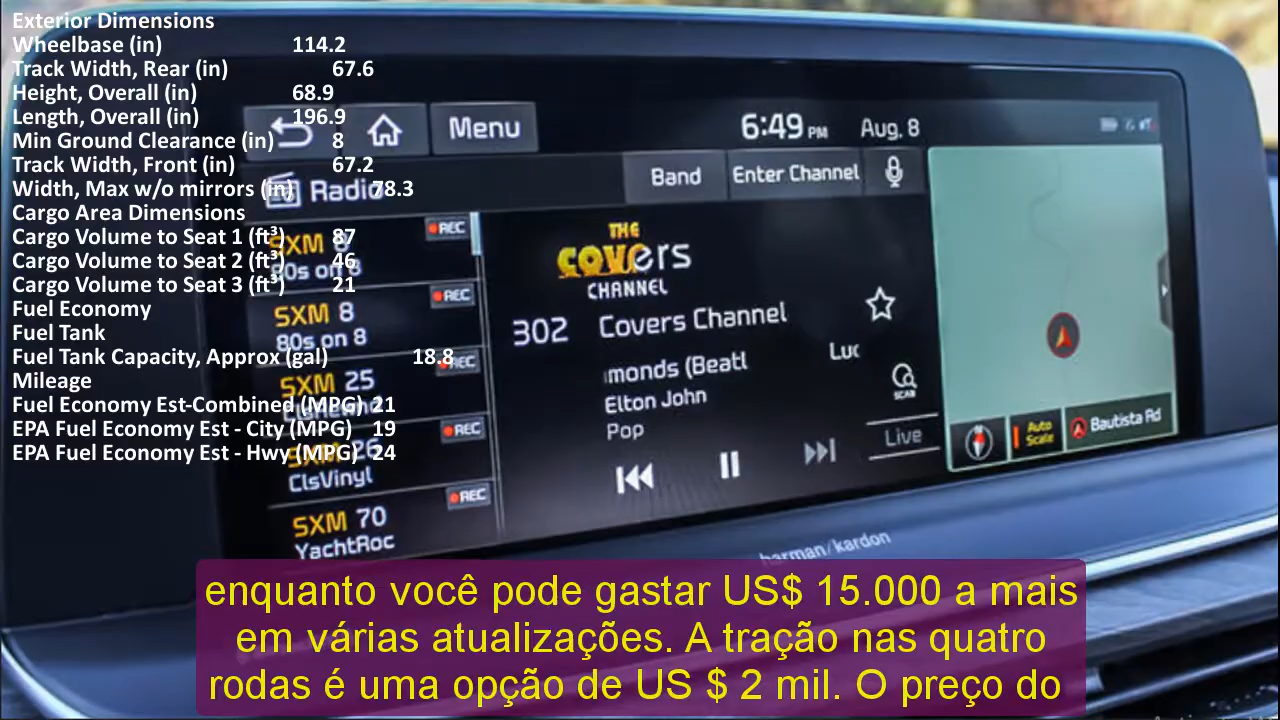 Exterior Dimensions
Wheelbase (in) 114.2
Track Width, Rear (in) 67.6
Height, Overall (in) 68.9
Length, Overall (in) 196.9
Min Ground Clearance (in) 8
Track Width, Front (in) 67.2
Width, Max w/o mirrors (in) 78.3
Cargo Area Dimensions
Cargo Volume to Seat 1 (ft³) 87
Cargo Volume to Seat 2 (ft³) 46
Cargo Volume to Seat 3 (ft³) 21
Fuel Economy
Fuel Tank
Fuel Tank Capacity, Approx (gal) 18.8
Mileage
Fuel Economy Est-Combined (MPG) 21
EPA Fuel Economy Est - City (MPG) 19
EPA Fuel Economy Est - Hwy (MPG) 24
Menu
6:49 PM Aug. 8
Radio
Band
Enter Channel
SXM
80s on 8
REC
SXM 8
80s on 8
REC
SXM 25
REC
SXM 26
ClsVinyl
REC
SXM 70
YachtRoc
REC
THE
COVers
CHANNEL
302 Covers Channel
monds (Beatl Luc
Elton John
Pop
SCAN
Live
Auto
Scale
Bautista Rd
harman/kardon
enquanto você pode gastar US$ 15.000 a mais
em várias atualizações. A tração nas quatro
rodas é uma opção de US $ 2 mil. O preço do